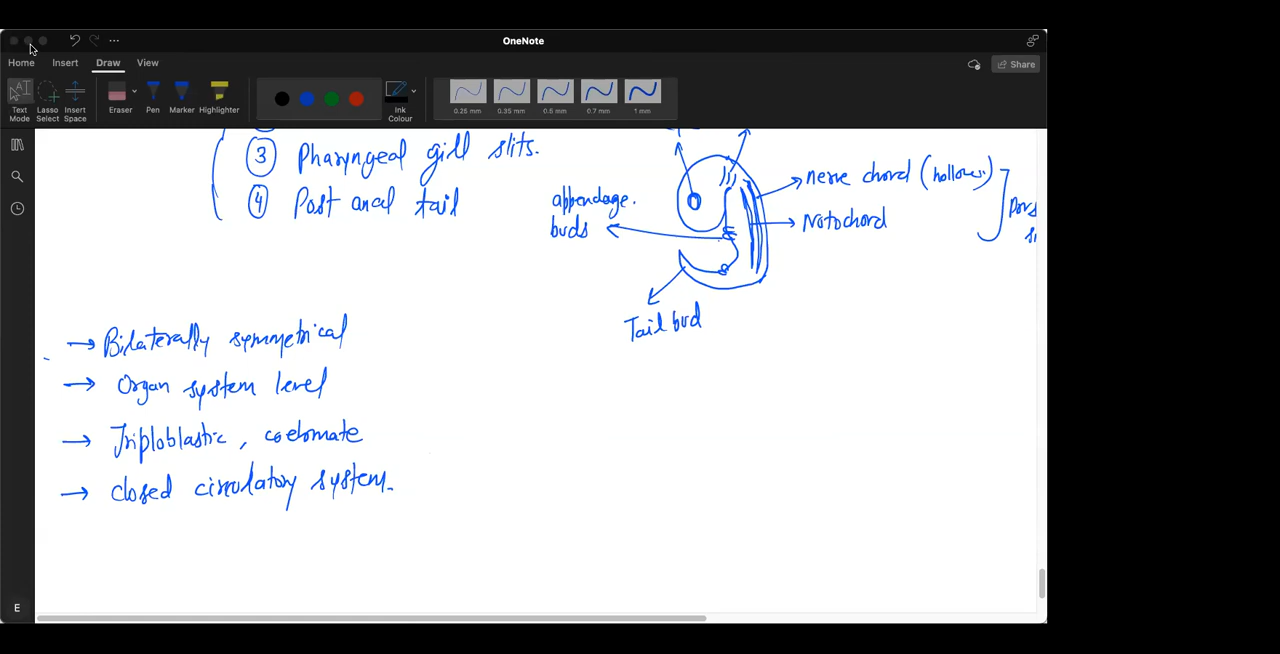 OneNote
Home Insert Draw View
Share
Text Mode
Lasso Select
Insert Space
Eraser
Pen
Marker
Highlighter
Ink Colour
0.25 mm
0.35 mm
0.5 mm
0.7 mm
1 mm
3 Pharyngeal gill slits.
4 Post anal tail
appendage.
buds
nerve chord (hollow)
Notochord
Tail bud
→ Bilaterally symmetrical
→ Organ system level
→ Triploblastic, coelomate
→ closed circulatory system.
E